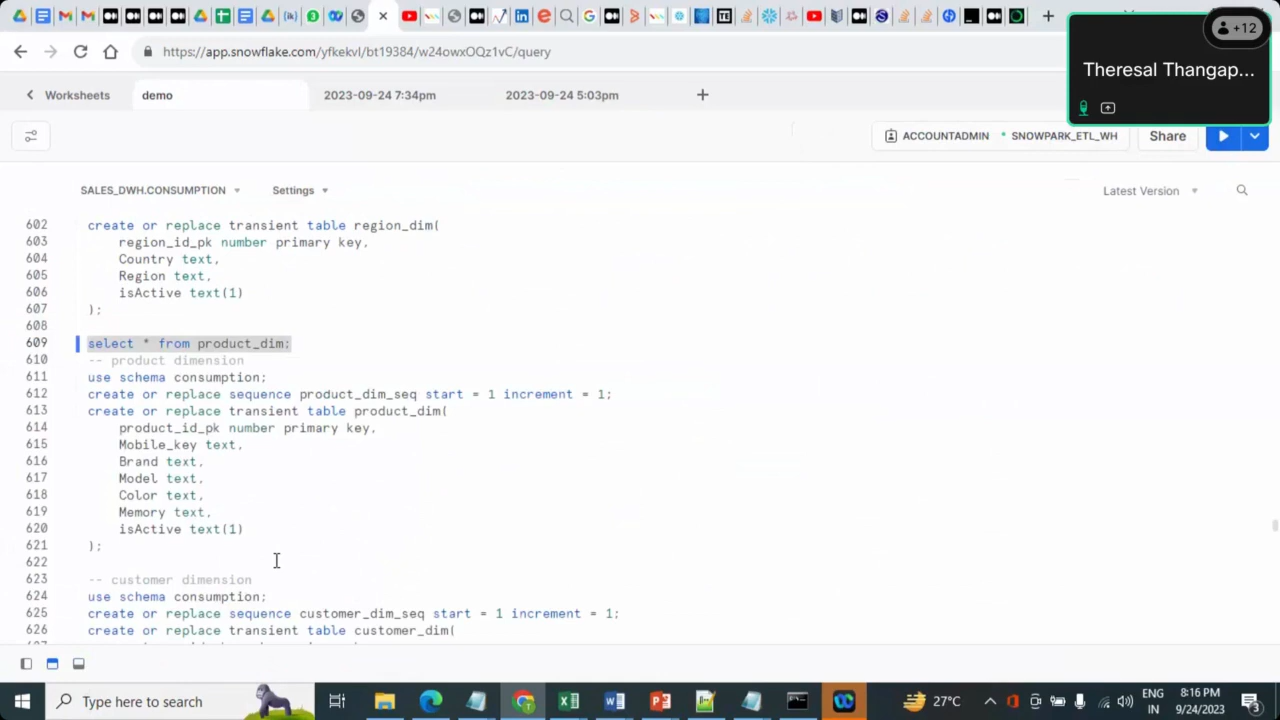 +12
https://app.snowflake.com/yfkekvl/bt19384/w24owxOQz1vC/query
Theresal Thangap...
Worksheets
demo
2023-09-24 7:34pm
2023-09-24 5:03pm
ACCOUNTADMIN
SNOWPARK_ETL_WH
Share
SALES_DWH.CONSUMPTION
Settings
Latest Version
602 create or replace transient table region_dim(
603 region_id_pk number primary key,
604 Country text,
605 Region text,
606 isActive text(1)
607 );
608
609 select * from product_dim;
610 -- product dimension
611 use schema consumption;
612 create or replace sequence product_dim_seq start = 1 increment = 1;
613 create or replace transient table product_dim(
614 product_id_pk number primary key,
615 Mobile_key text,
616 Brand text,
617 Model text,
618 Color text,
619 Memory text,
620 isActive text(1)
621 );
622
623 -- customer dimension
624 use schema consumption;
625 create or replace sequence customer_dim_seq start = 1 increment = 1;
626 create or replace transient table customer_dim(
Type here to search
27°C
ENG
IN
8:16 PM
9/24/2023